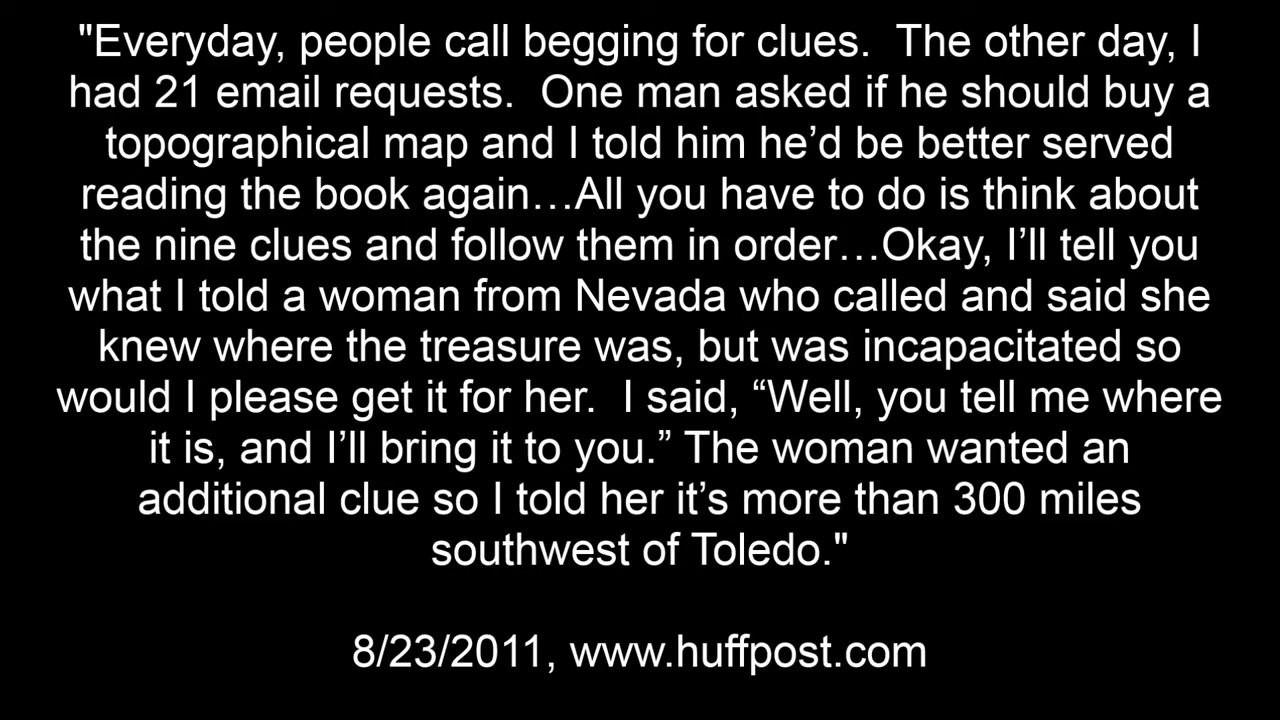 "Everyday, people call begging for clues.  The other day, I
had 21 email requests.  One man asked if he should buy a
topographical map and I told him he’d be better served
reading the book again…All you have to do is think about
the nine clues and follow them in order…Okay, I’ll tell you
what I told a woman from Nevada who called and said she
knew where the treasure was, but was incapacitated so
would I please get it for her.  I said, “Well, you tell me where
it is, and I’ll bring it to you.” The woman wanted an
additional clue so I told her it’s more than 300 miles
southwest of Toledo."
8/23/2011, www.huffpost.com